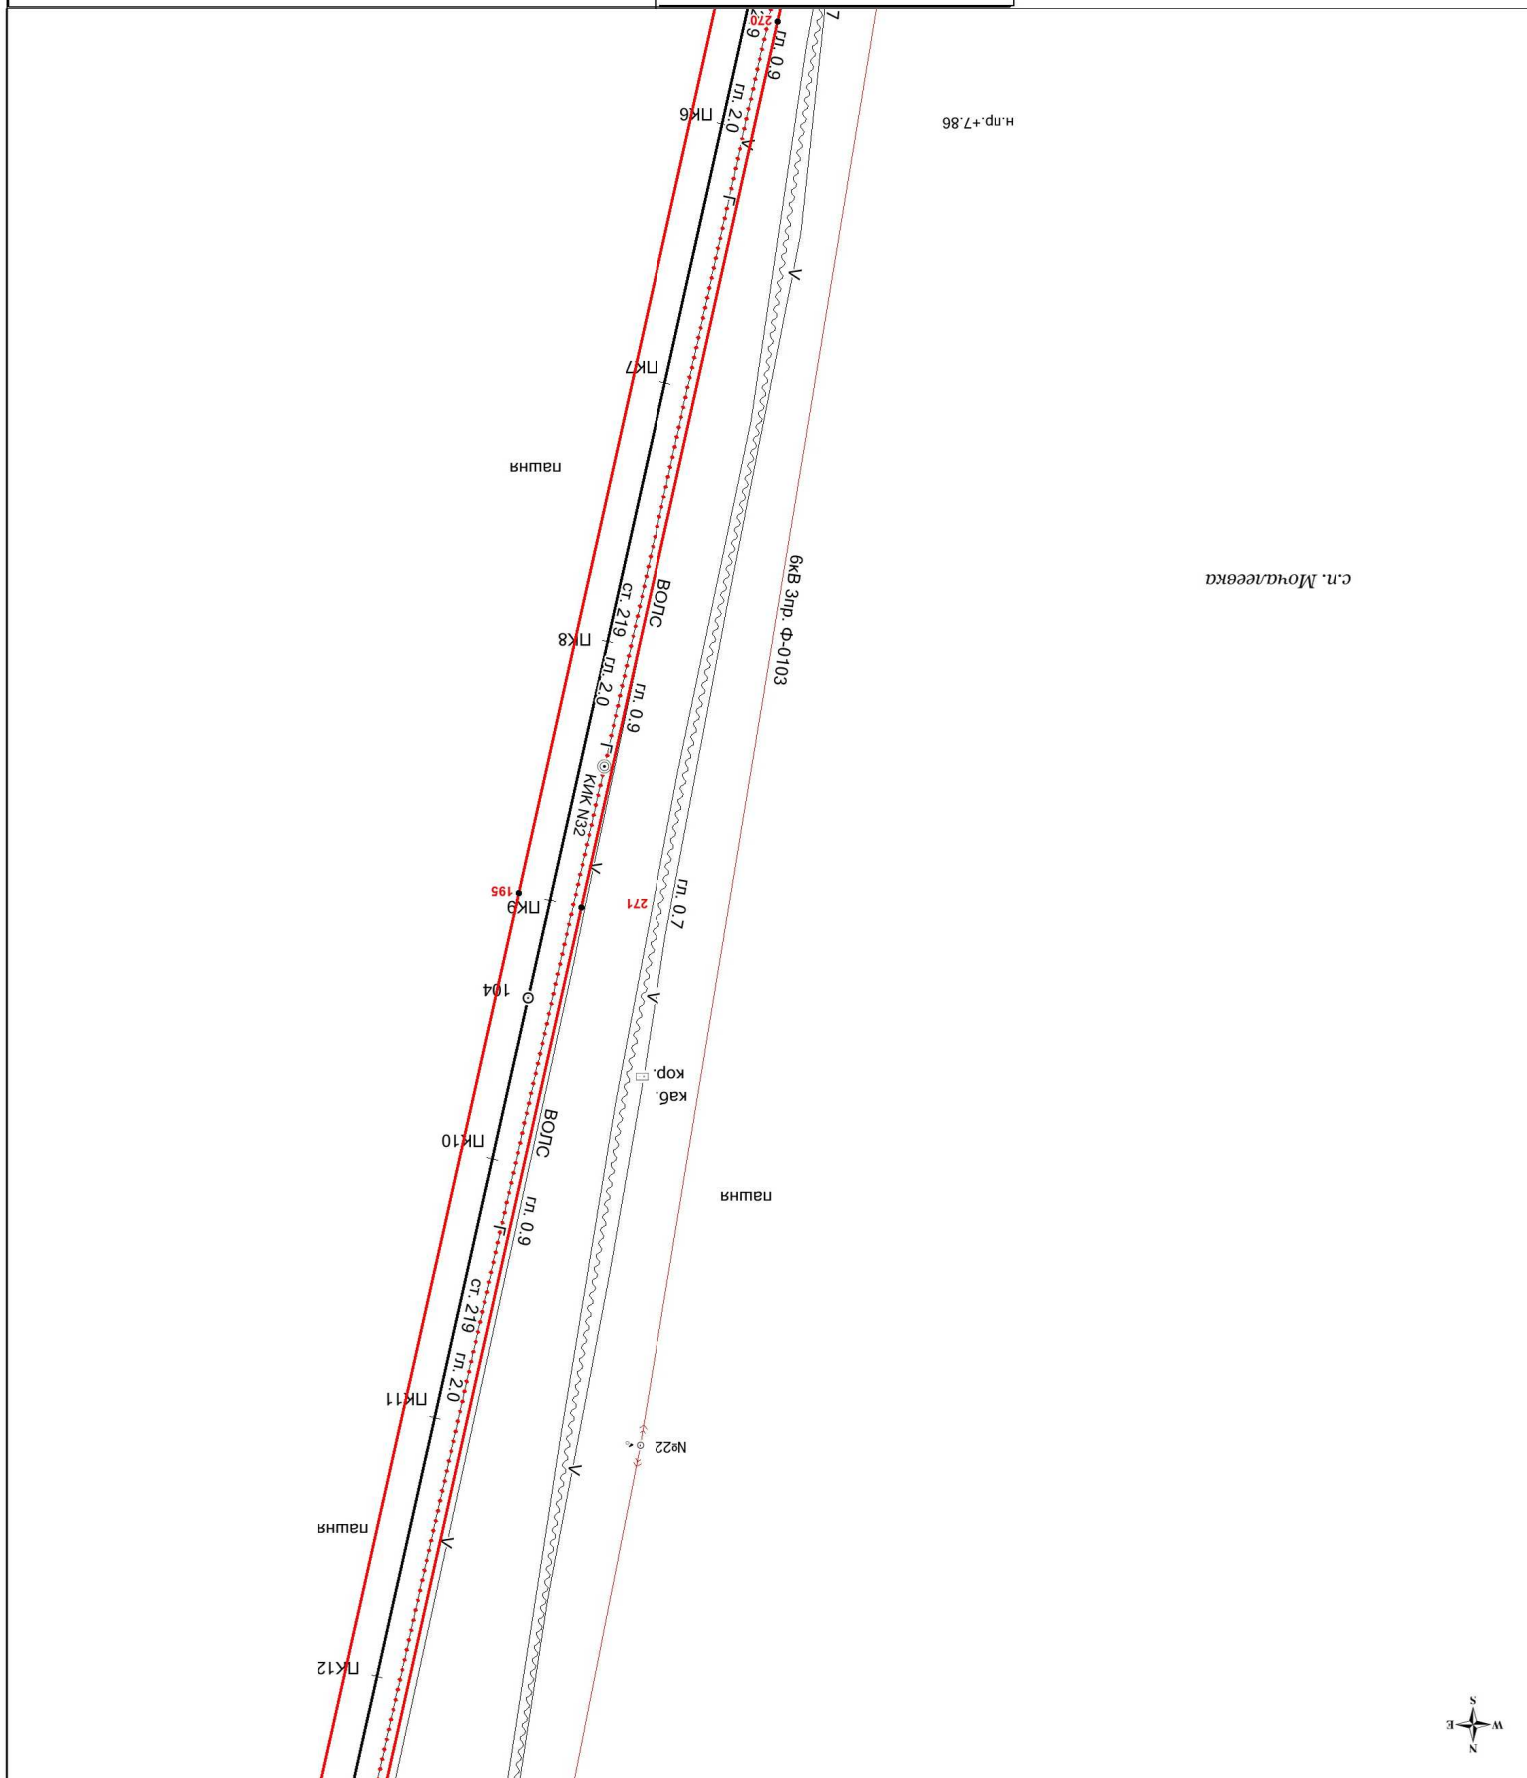 270
гл. 0.9
гл. 2.0
ПК6
V
Г
н.пр.+7.86
V
ПК7
пашня
6кВ 3пр. Ф-0103
с.п. Мочалеевка
ВОЛС
ст. 219
ПК8
гл. 2.0
гл. 0.9
Г
КИК N32
V
195
ПК9
271
гл. 0.7
104
V
кор.
каб.
ВОЛС
ПК10
пашня
гл. 0.9
Г
ст. 219
гл. 2.0
ПК11
№22
V
пашня
V
ПК12
S
E
W
N